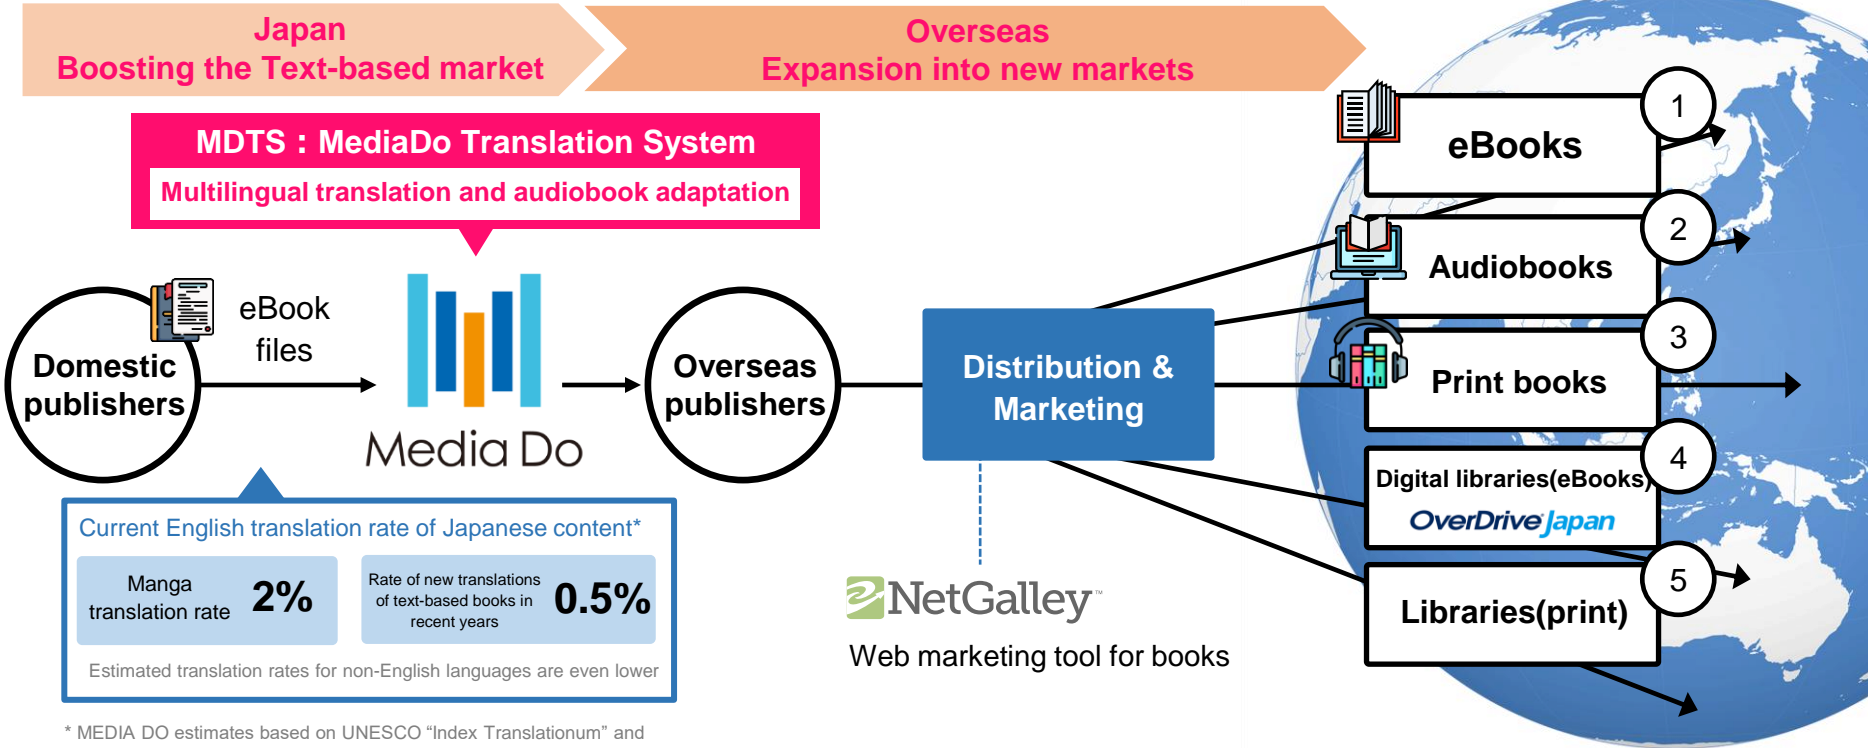 Japan
Boosting the Text-based market
Overseas
Expansion into new markets
MDTS：MediaDo Translation System
Multilingual translation and audiobook adaptation
Domestic
publishers
eBook
files
Media Do
Overseas
publishers
Distribution &
Marketing
eBooks
1
Audiobooks
2
Print books
3
Digital libraries(eBooks)
OverDrive Japan
4
Libraries(print)
5
Current English translation rate of Japanese content*
Manga
translation rate
2%
Rate of new translations
of text-based books in
recent years
0.5%
Estimated translation rates for non-English languages are even lower
NetGalley™
Web marketing tool for books
* MEDIA DO estimates based on UNESCO “Index Translationum” and